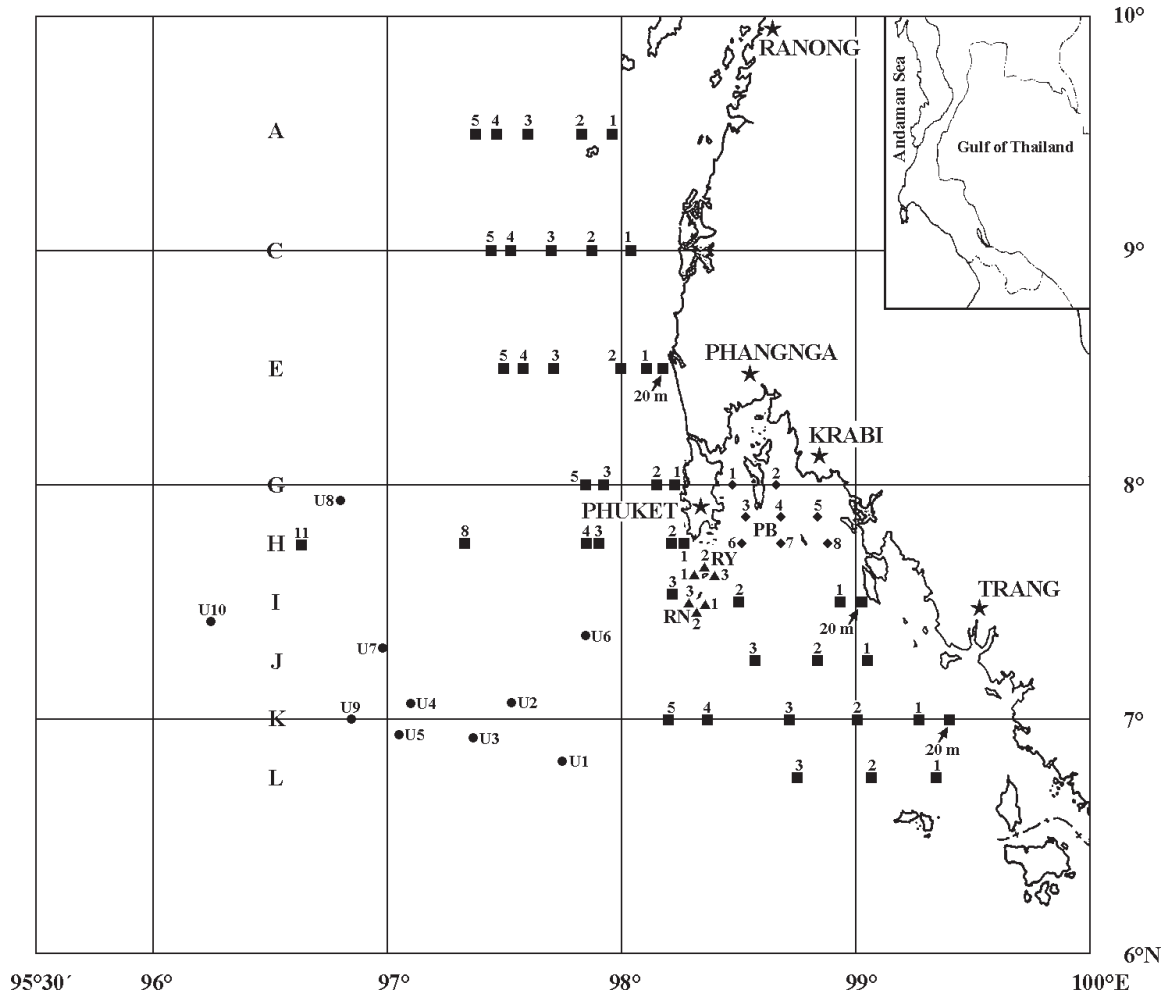 10°
RANONG
Andaman Sea
Gulf of Thailand
A
5 4 3 2 1
9°
C
5 4 3 2 1
PHANGNGA
E
5 4 3 2 1
20 m
KRABI
8°
G
5 3 2 1
1 2
U8
PHUKET
3 4 5
PB
H
11 8 4 3 2 1
6 7 8
RY
2
1 3
TRANG
I
3 2 1
20 m
U10
3
RN 1
2
U6
U7
J
3 2 1
U4 U2
U9
7°
K
5 4 3 2 1
20 m
U5 U3
U1
L
3 2 1
6°N
95°30´ 96° 97° 98° 99° 100°E